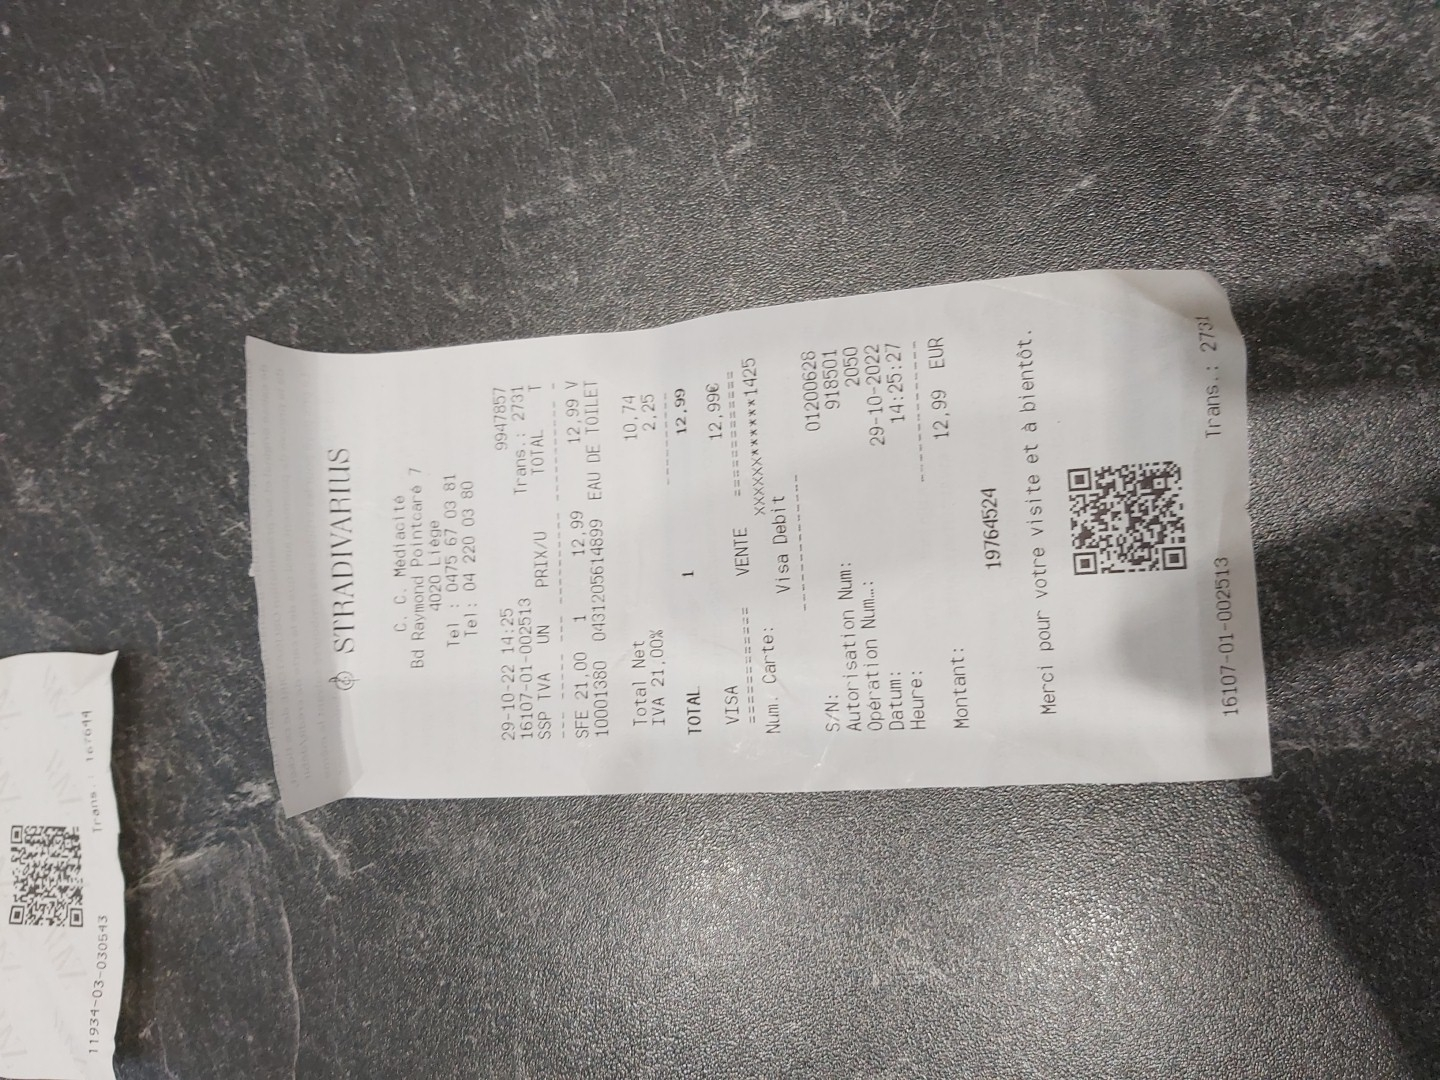 STRADIVARIUS
C. C. Médiacité
Bd Raymond Pointcaré 7
4020 Liège
Tel : 0475 67 03 81
Tel: 04 220 03 80
29-10-22 14:25 9947857
16107-01-002513 Trans.: 2731
SSP TVA UN PRIX/U TOTAL T
SFE 21,00 1 12,99 12,99 V
10001380 0431205614899 EAU DE TOILET
Total Net 10,74
IVA 21,00% 2,25
TOTAL 1 12,99
VISA 12,99€
=========== VENTE ============
Num. Carte: XXXXXX******1425
Visa Debit
S/N: 01200628
Autorisation Num: 918501
Opération Num..: 2050
Datum: 29-10-2022
Heure: 14:25:27
Montant: 12,99 EUR
19764524
Merci pour votre visite et à bientôt.
16107-01-002513 Trans.: 2731
11934-03-030543 Trans.: 167644